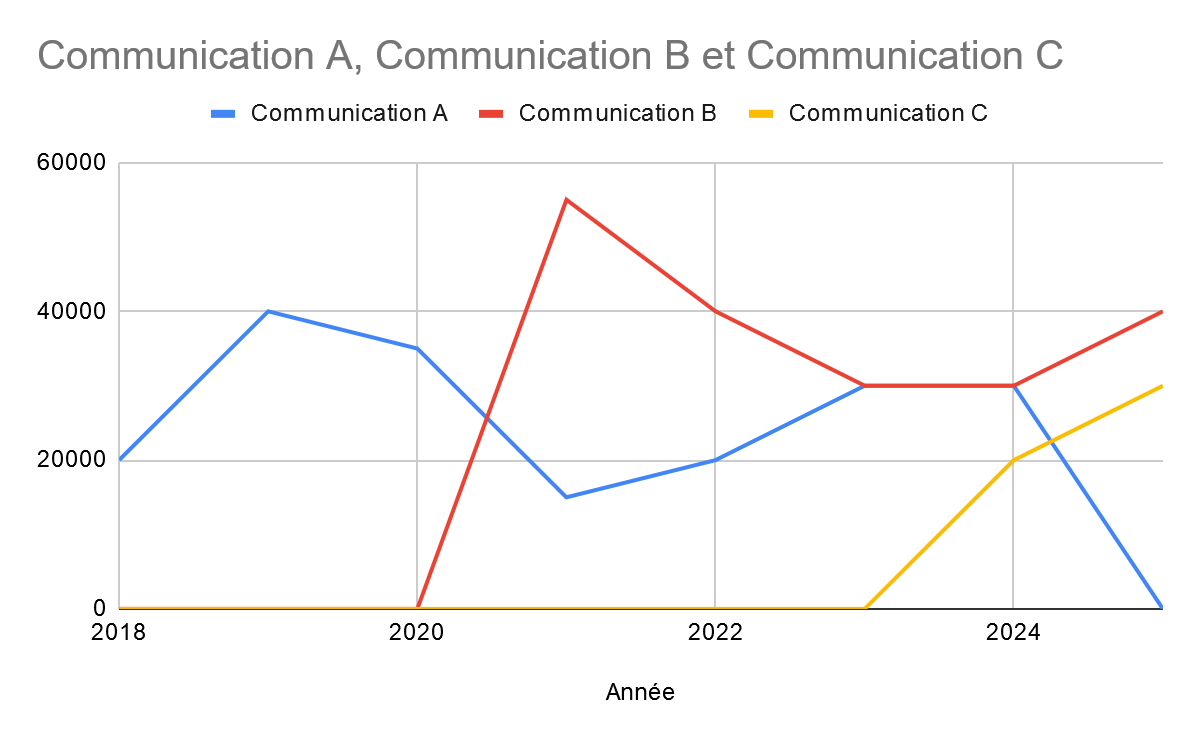 Communication A, Communication B et Communication C
Communication A Communication B Communication C
60000
40000
20000
0
2018 2020 2022 2024
Année